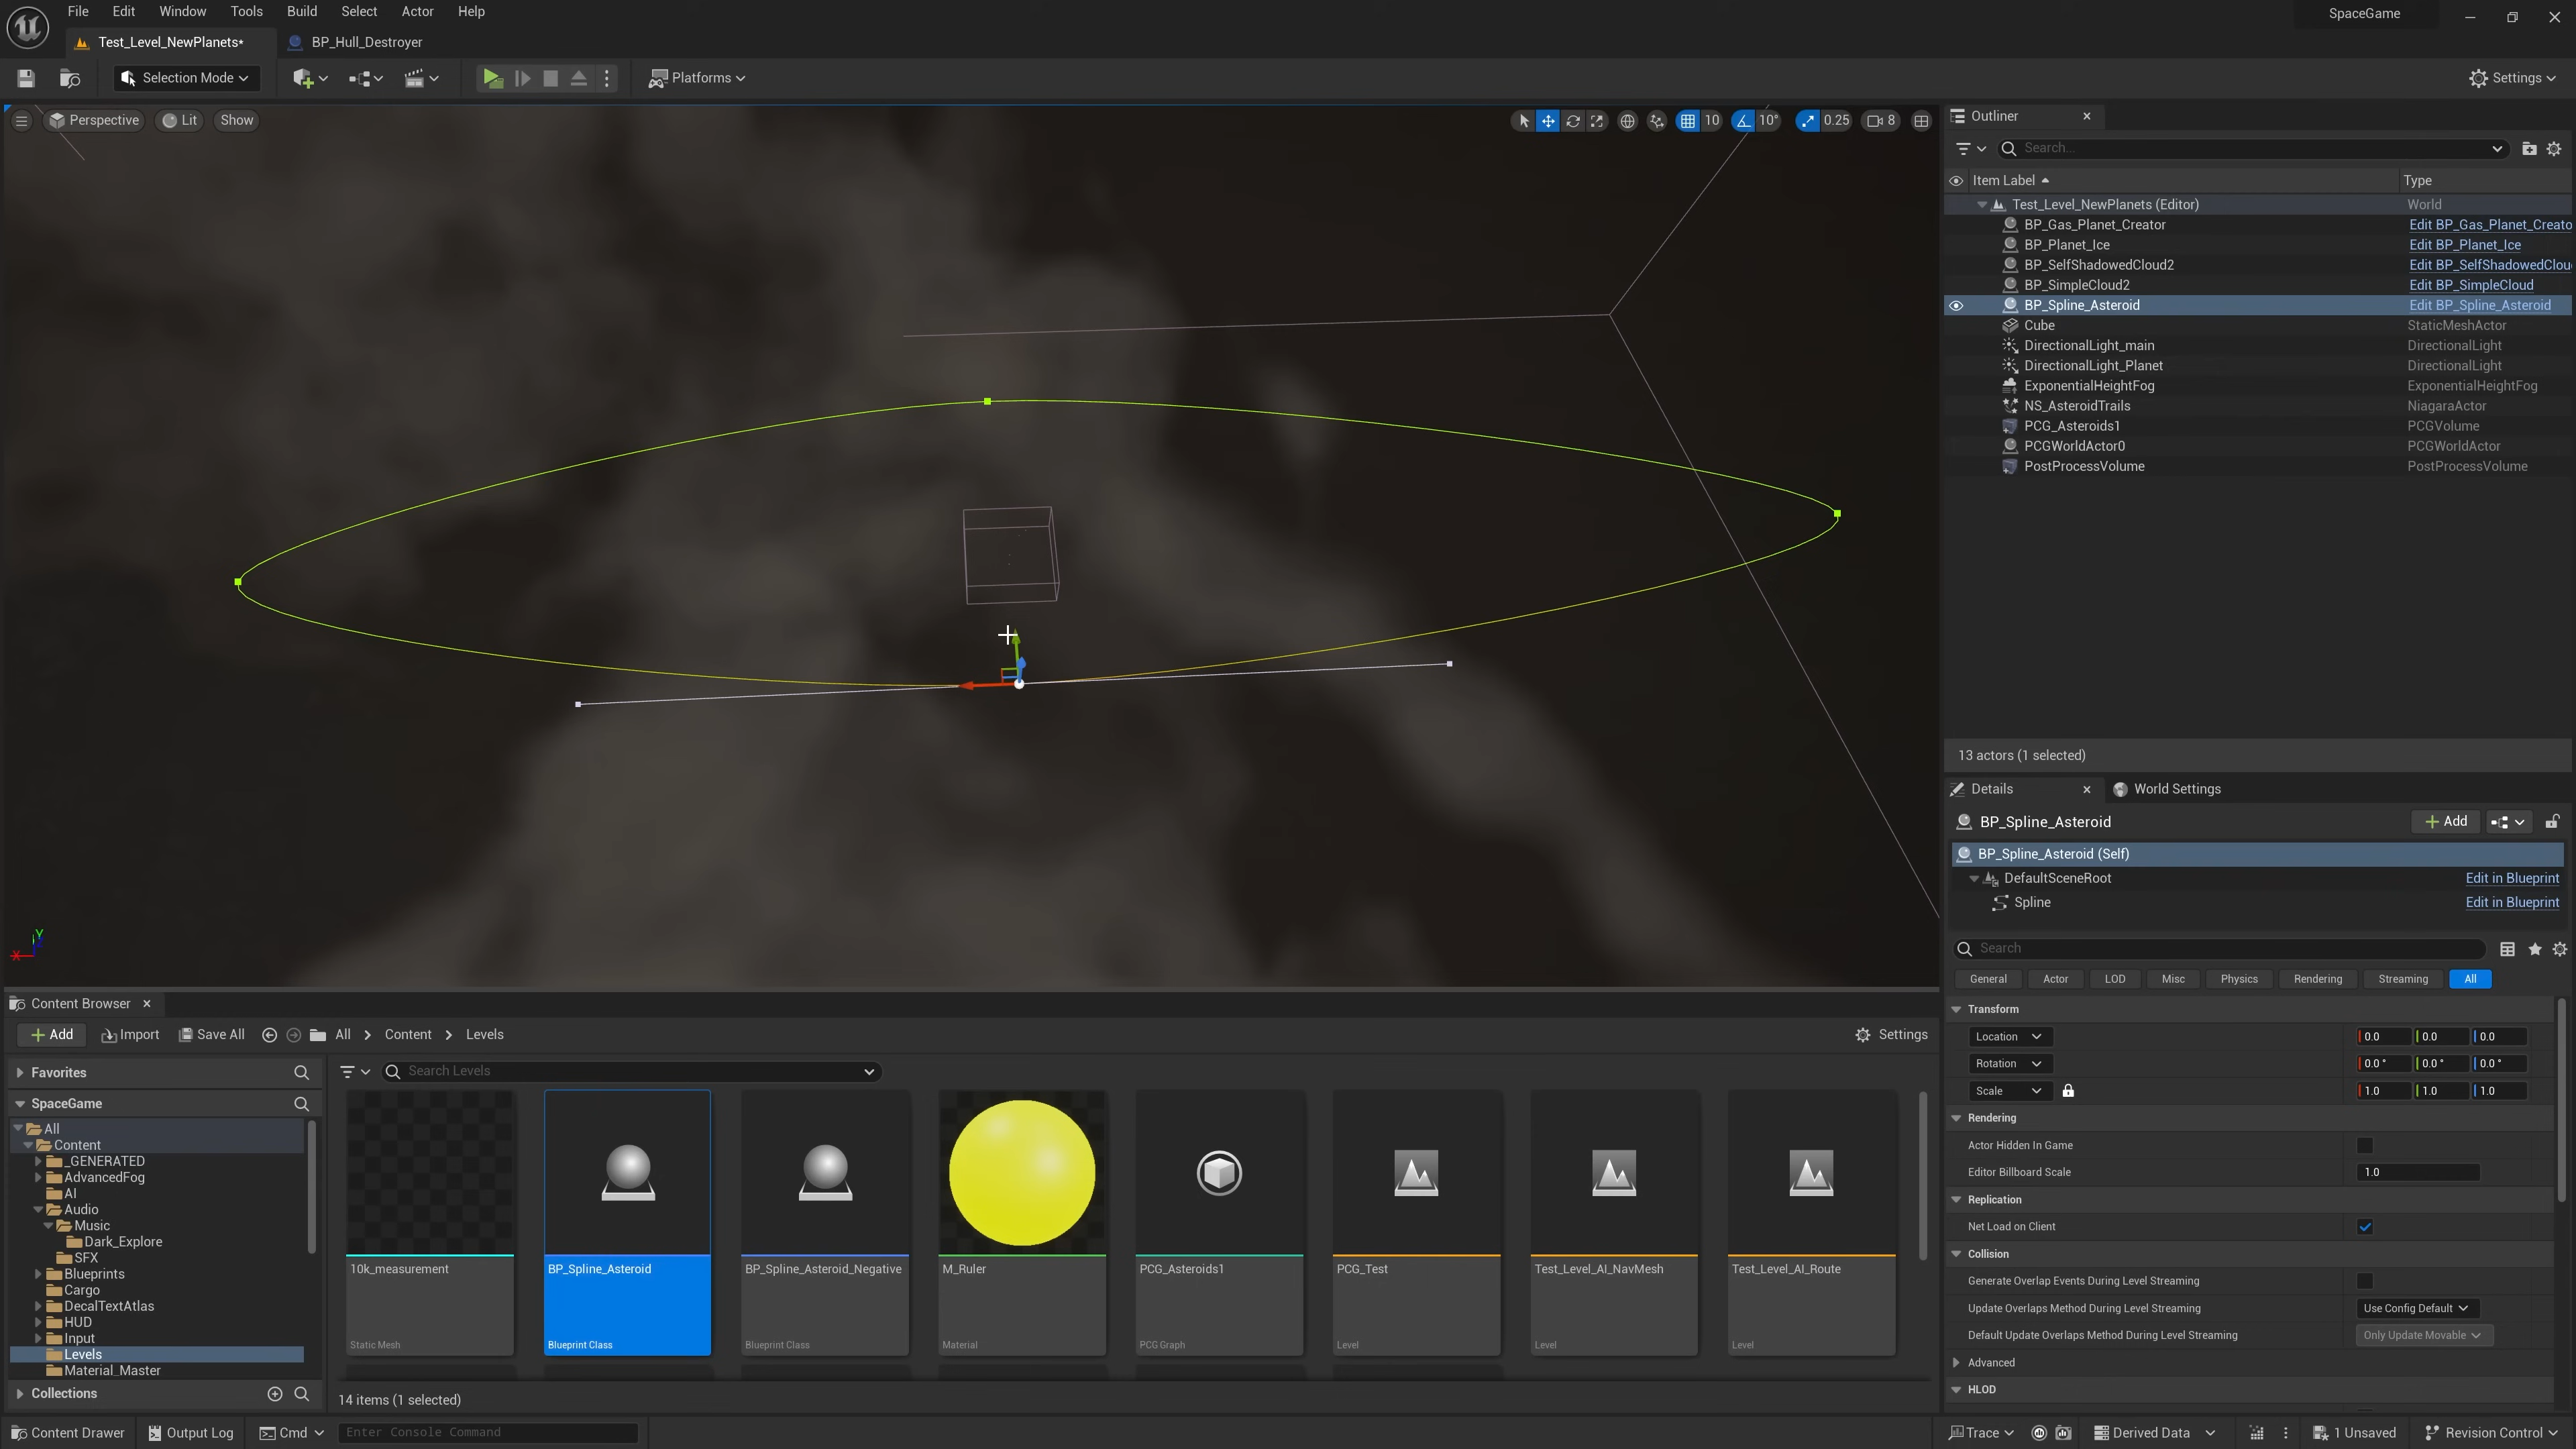 File Edit Window Tools Build Select Actor Help
SpaceGame
Test_Level_NewPlanets* BP_Hull_Destroyer
Selection Mode Platforms Settings
Perspective Lit Show 10 10° 0.25 8
Outliner
Search...
Item Label Type
Test_Level_NewPlanets (Editor) World
BP_Gas_Planet_Creator Edit BP_Gas_Planet_Creato
BP_Planet_Ice Edit BP_Planet_Ice
BP_SelfShadowedCloud2 Edit BP_SelfShadowedClou
BP_SimpleCloud2 Edit BP_SimpleCloud
BP_Spline_Asteroid Edit BP_Spline_Asteroid
Cube StaticMeshActor
DirectionalLight_main DirectionalLight
DirectionalLight_Planet DirectionalLight
ExponentialHeightFog ExponentialHeightFog
NS_AsteroidTrails NiagaraActor
PCG_Asteroids1 PCGVolume
PCGWorldActor0 PCGWorldActor
PostProcessVolume PostProcessVolume
13 actors (1 selected)
Details World Settings
BP_Spline_Asteroid Add
BP_Spline_Asteroid (Self)
DefaultSceneRoot Edit in Blueprint
Spline Edit in Blueprint
Search
General Actor LOD Misc Physics Rendering Streaming All
Transform
Location 0.0 0.0 0.0
Rotation 0.0° 0.0° 0.0°
Scale 1.0 1.0 1.0
Rendering
Actor Hidden In Game
Editor Billboard Scale 1.0
Replication
Net Load on Client
Collision
Generate Overlap Events During Level Streaming
Update Overlaps Method During Level Streaming Use Config Default
Default Update Overlaps Method During Level Streaming Only Update Movable
Advanced
HLOD
X Y
Content Browser
Add Import Save All All Content Levels Settings
Favorites
SpaceGame
All
Content
_GENERATED
AdvancedFog
AI
Audio
Music
Dark_Explore
SFX
Blueprints
Cargo
DecalTextAtlas
HUD
Input
Levels
Material_Master
Collections
Search Levels
10k_measurement
Static Mesh
BP_Spline_Asteroid
Blueprint Class
BP_Spline_Asteroid_Negative
Blueprint Class
M_Ruler
Material
PCG_Asteroids1
PCG Graph
PCG_Test
Level
Test_Level_AI_NavMesh
Level
Test_Level_AI_Route
Level
14 items (1 selected)
Content Drawer Output Log Cmd Enter Console Command Trace Derived Data 1 Unsaved Revision Control